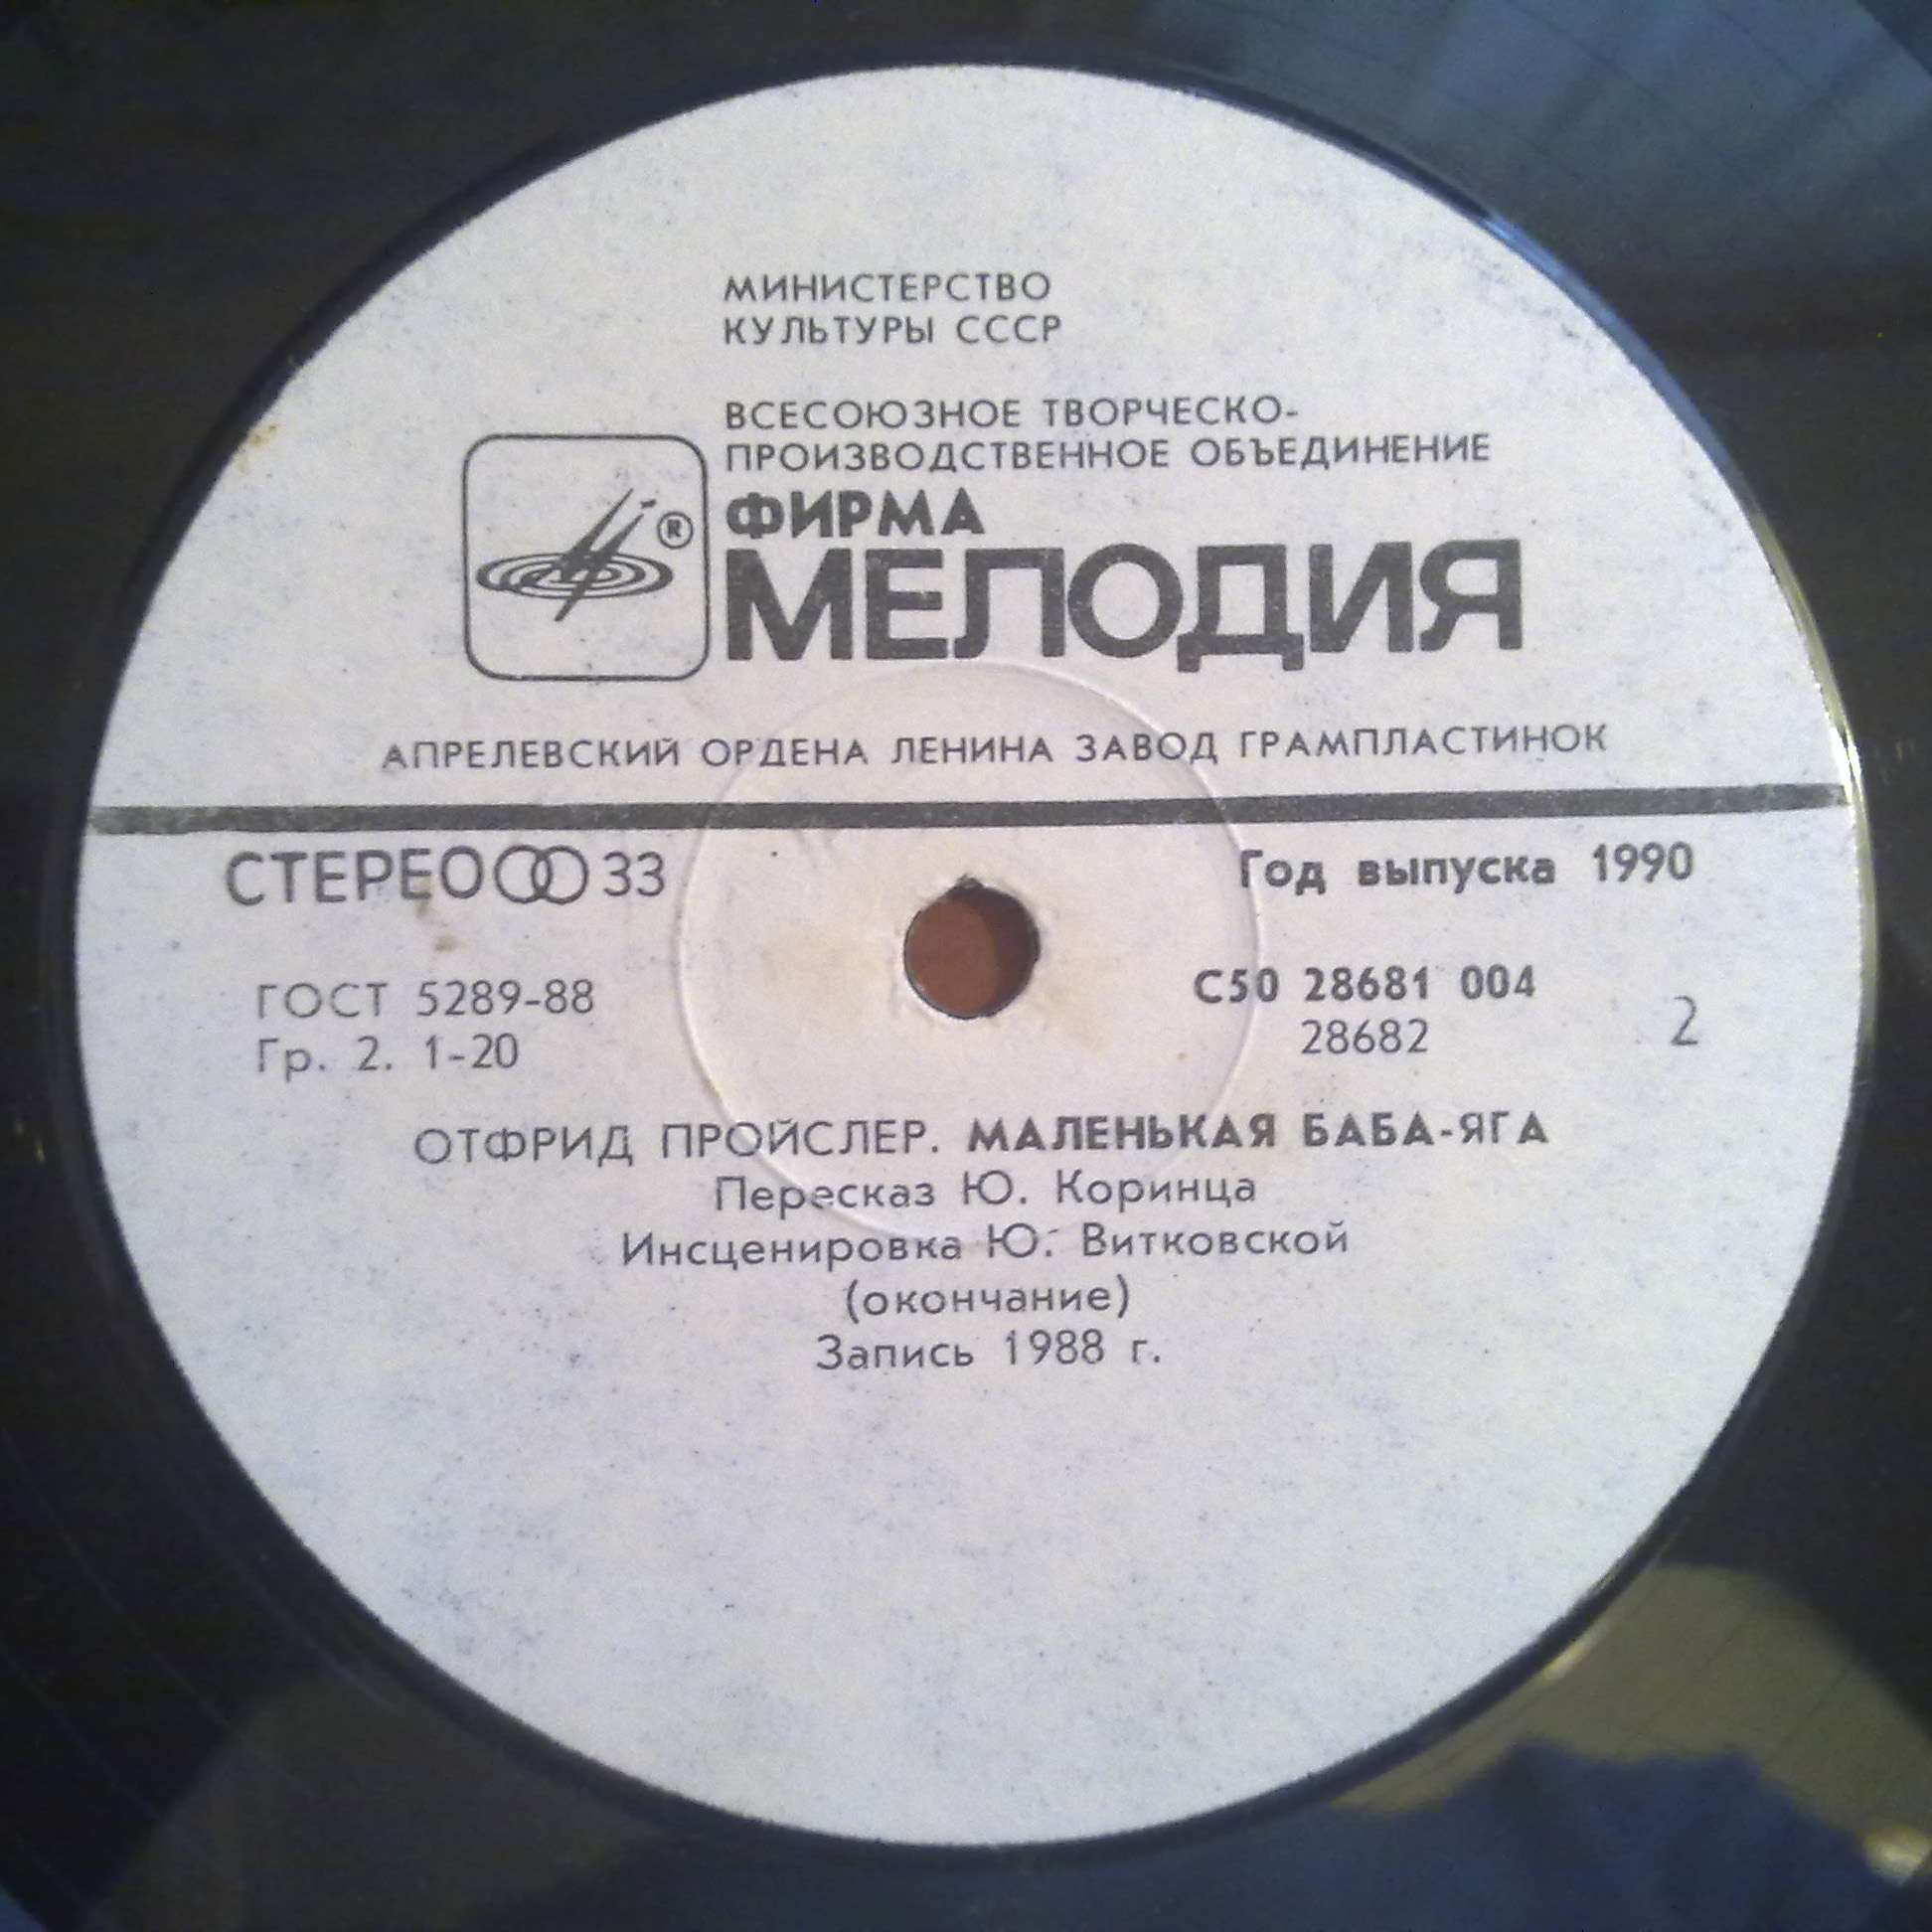 МИНИСТЕРСТВО
КУЛЬТУРЫ СССР
ВСЕСОЮЗНОЕ ТВОРЧЕСКО-
ПРОИЗВОДСТВЕННОЕ ОБЪЕДИНЕНИЕ
®
ФИРМА
МЕЛОДИЯ
АПРЕЛЕВСКИЙ ОРДЕНА ЛЕНИНА ЗАВОД ГРАМПЛАСТИНОК
СТЕРЕО 33
Год выпуска 1990
ГОСТ 5289-88
Гр. 2. 1-20
С50 28681 004
28682
2
ОТФРИД ПРОЙСЛЕР. МАЛЕНЬКАЯ БАБА-ЯГА
Пересказ Ю. Коринца
Инсценировка Ю. Витковской
(окончание)
Запись 1988 г.